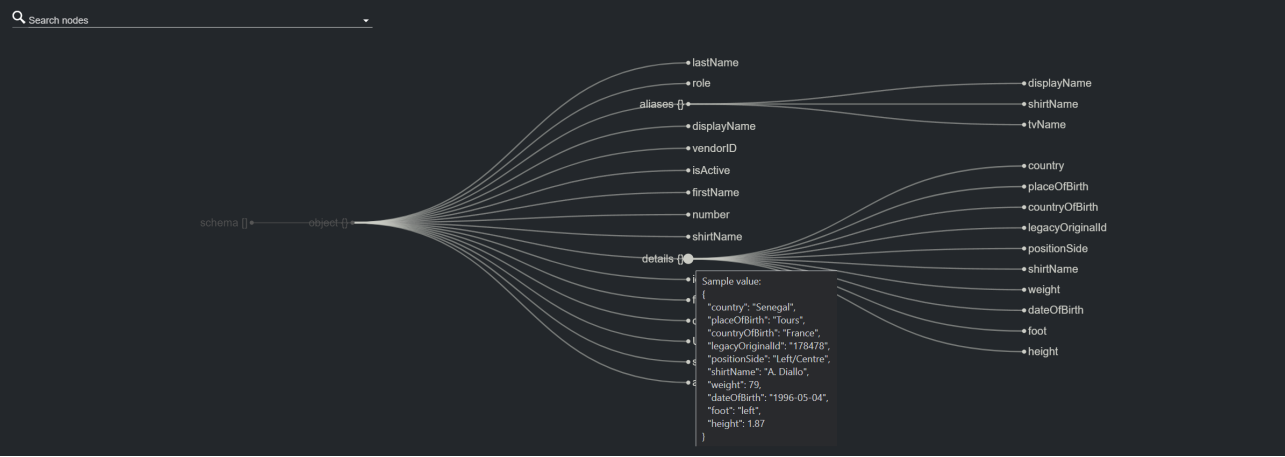 Search nodes
lastName
role
aliases {}
displayName
shirtName
tvName
displayName
vendorID
isActive
firstName
number
shirtName
schema []
object {}
details {}
country
placeOfBirth
countryOfBirth
legacyOriginalId
positionSide
shirtName
weight
dateOfBirth
foot
height
Sample value:
{
"country": "Senegal",
"placeOfBirth": "Tours",
"countryOfBirth": "France",
"legacyOriginalId": "178478",
"positionSide": "Left/Centre",
"shirtName": "A. Diallo",
"weight": 79,
"dateOfBirth": "1996-05-04",
"foot": "left",
"height": 1.87
}